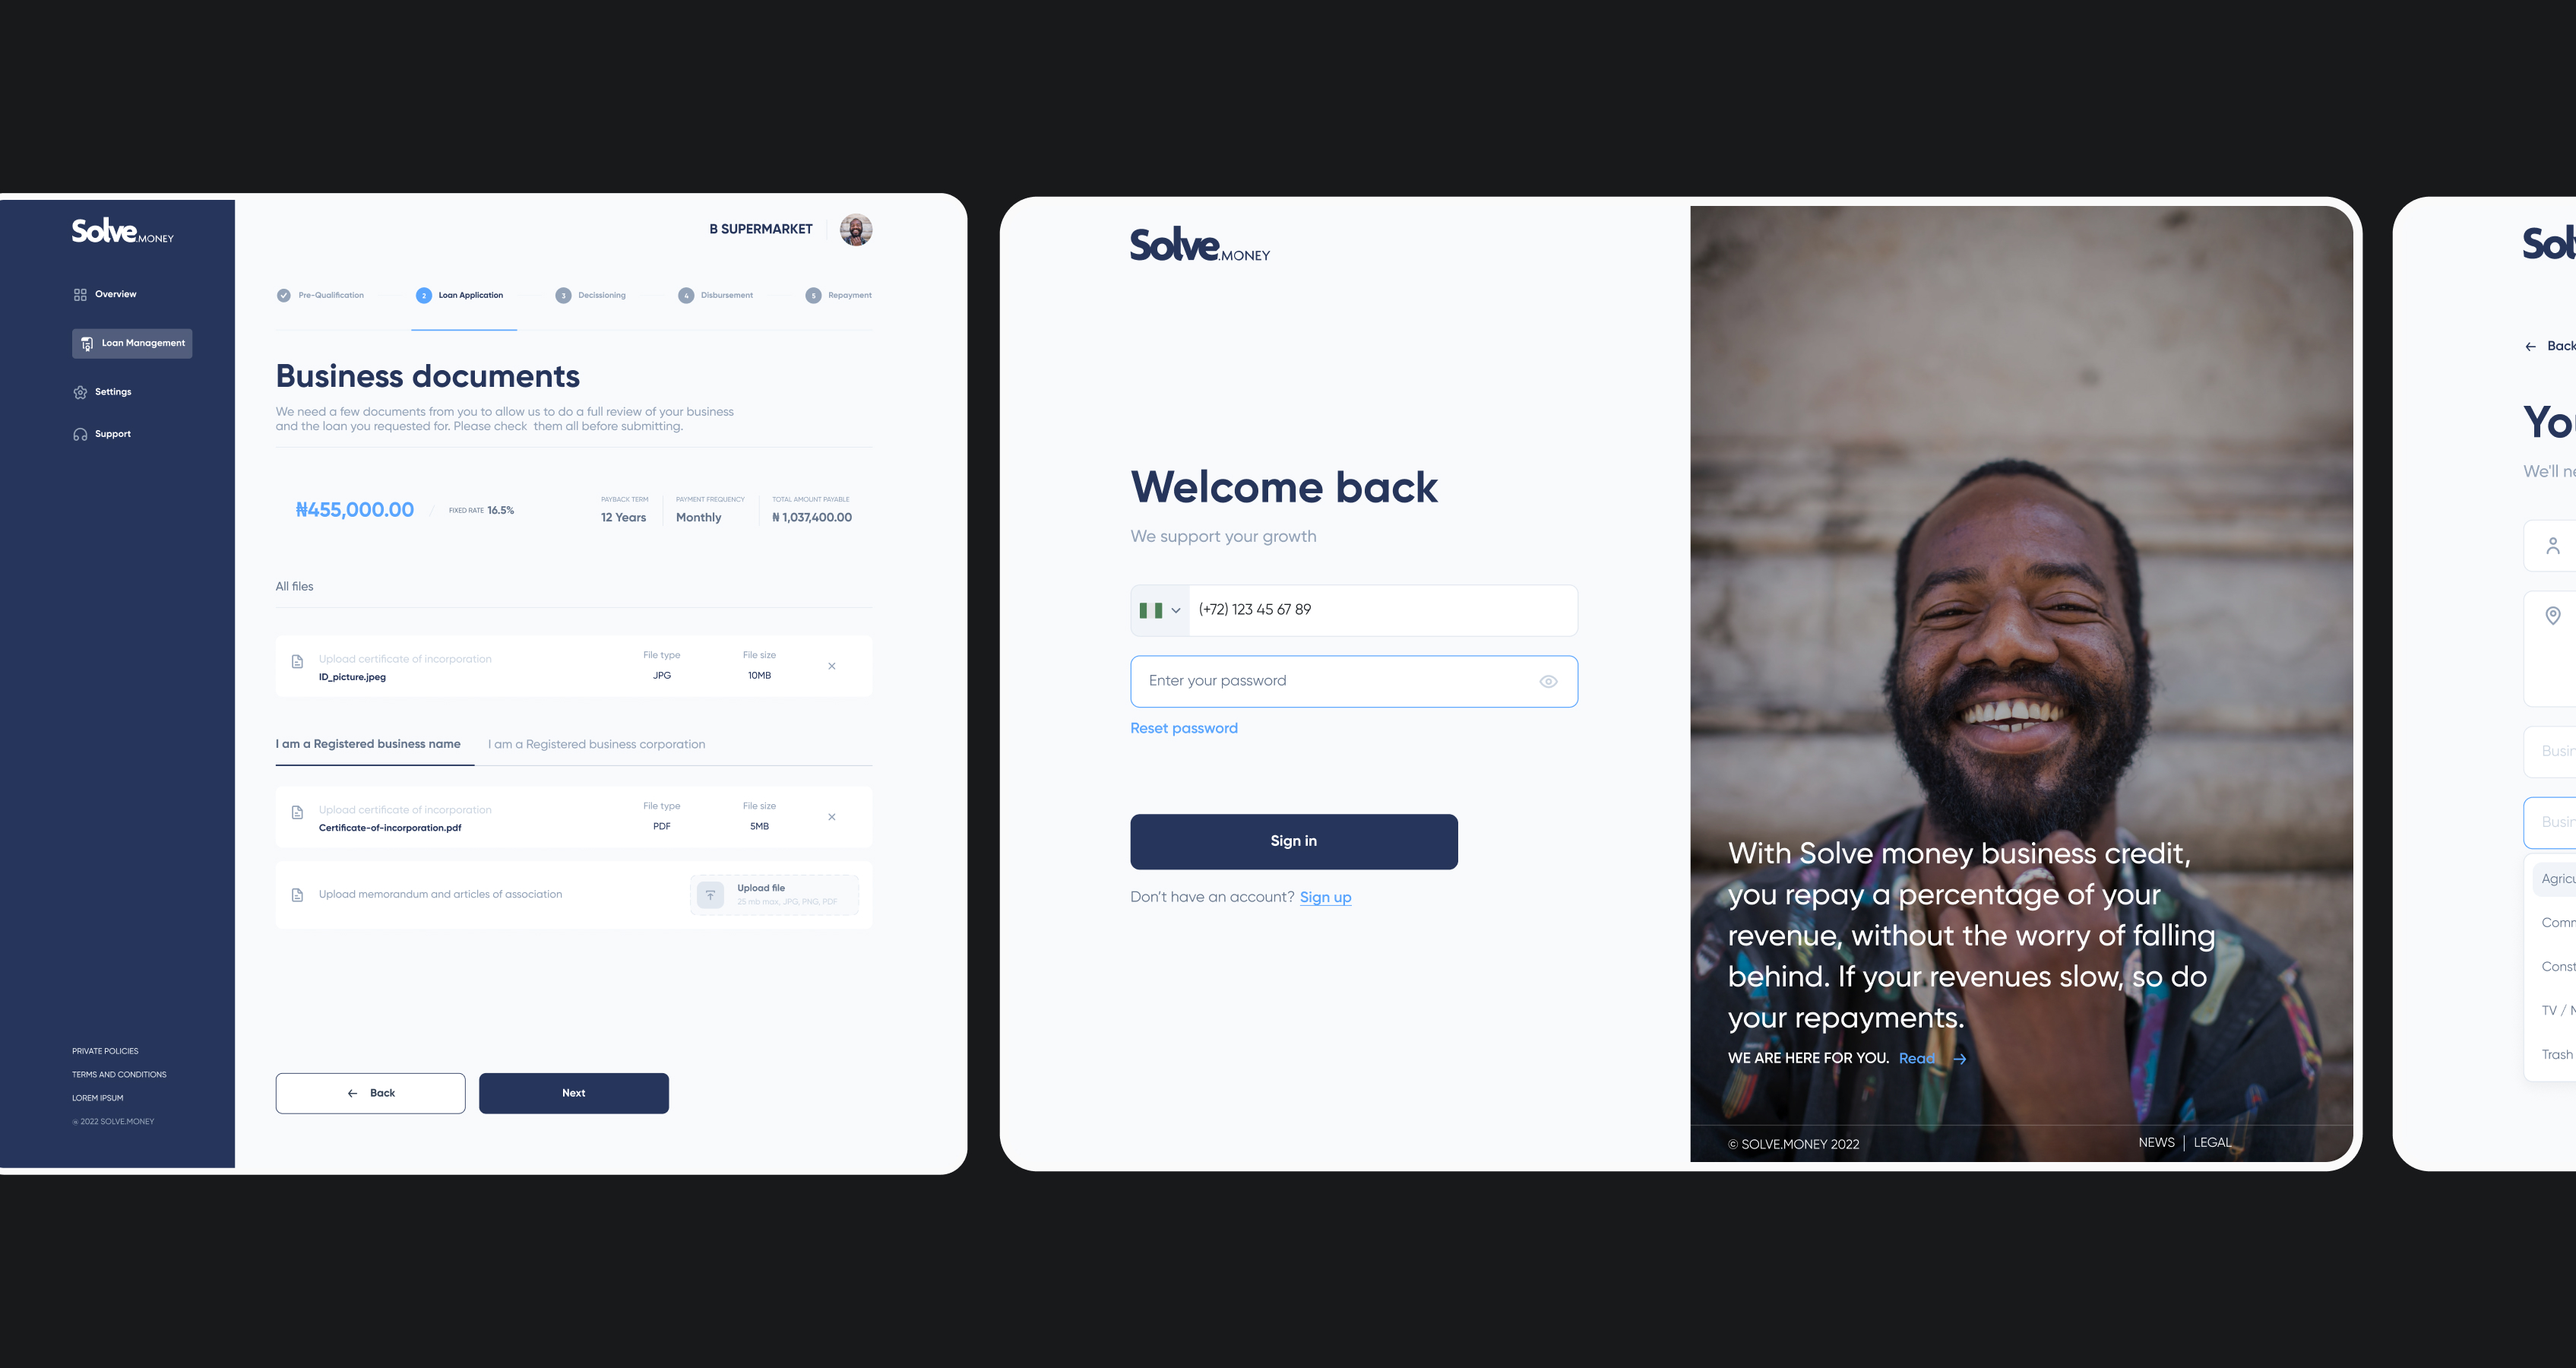 Solve.MONEY
Overview
Loan Management
Settings
Support
PRIVATE POLICIES
TERMS AND CONDITIONS
LOREM IPSUM
© 2022 SOLVE.MONEY
B SUPERMARKET
Pre-Qualification
2 Loan Application
3 Decissioning
4 Disbursement
5 Repayment
Business documents
We need a few documents from you to allow us to do a full review of your business
and the loan you requested for. Please check them all before submitting.
₦455,000.00 / FIXED RATE 16.5%
PAYBACK TERM
12 Years
PAYMENT FREQUENCY
Monthly
TOTAL AMOUNT PAYABLE
₦ 1,037,400.00
All files
Upload certificate of incorporation
ID_picture.jpeg
File type
JPG
File size
10MB
I am a Registered business name
I am a Registered business corporation
Upload certificate of incorporation
Certificate-of-incorporation.pdf
File type
PDF
File size
5MB
Upload memorandum and articles of association
Upload file
25 mb max, JPG, PNG, PDF
Back
Next
Solve.MONEY
Welcome back
We support your growth
(+72) 123 45 67 89
Enter your password
Reset password
Sign in
Don't have an account? Sign up
With Solve money business credit,
you repay a percentage of your
revenue, without the worry of falling
behind. If your revenues slow, so do
your repayments.
WE ARE HERE FOR YOU. Read
© SOLVE.MONEY 2022
NEWS | LEGAL
Back
We'll
TV /
Trash